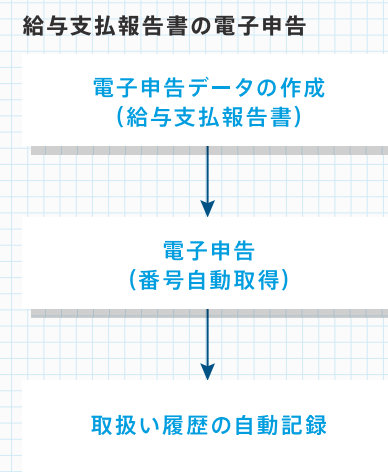 給与支払報告書の電子申告
電子申告データの作成
（給与支払報告書）
電子申告
（番号自動取得）
取扱い履歴の自動記録